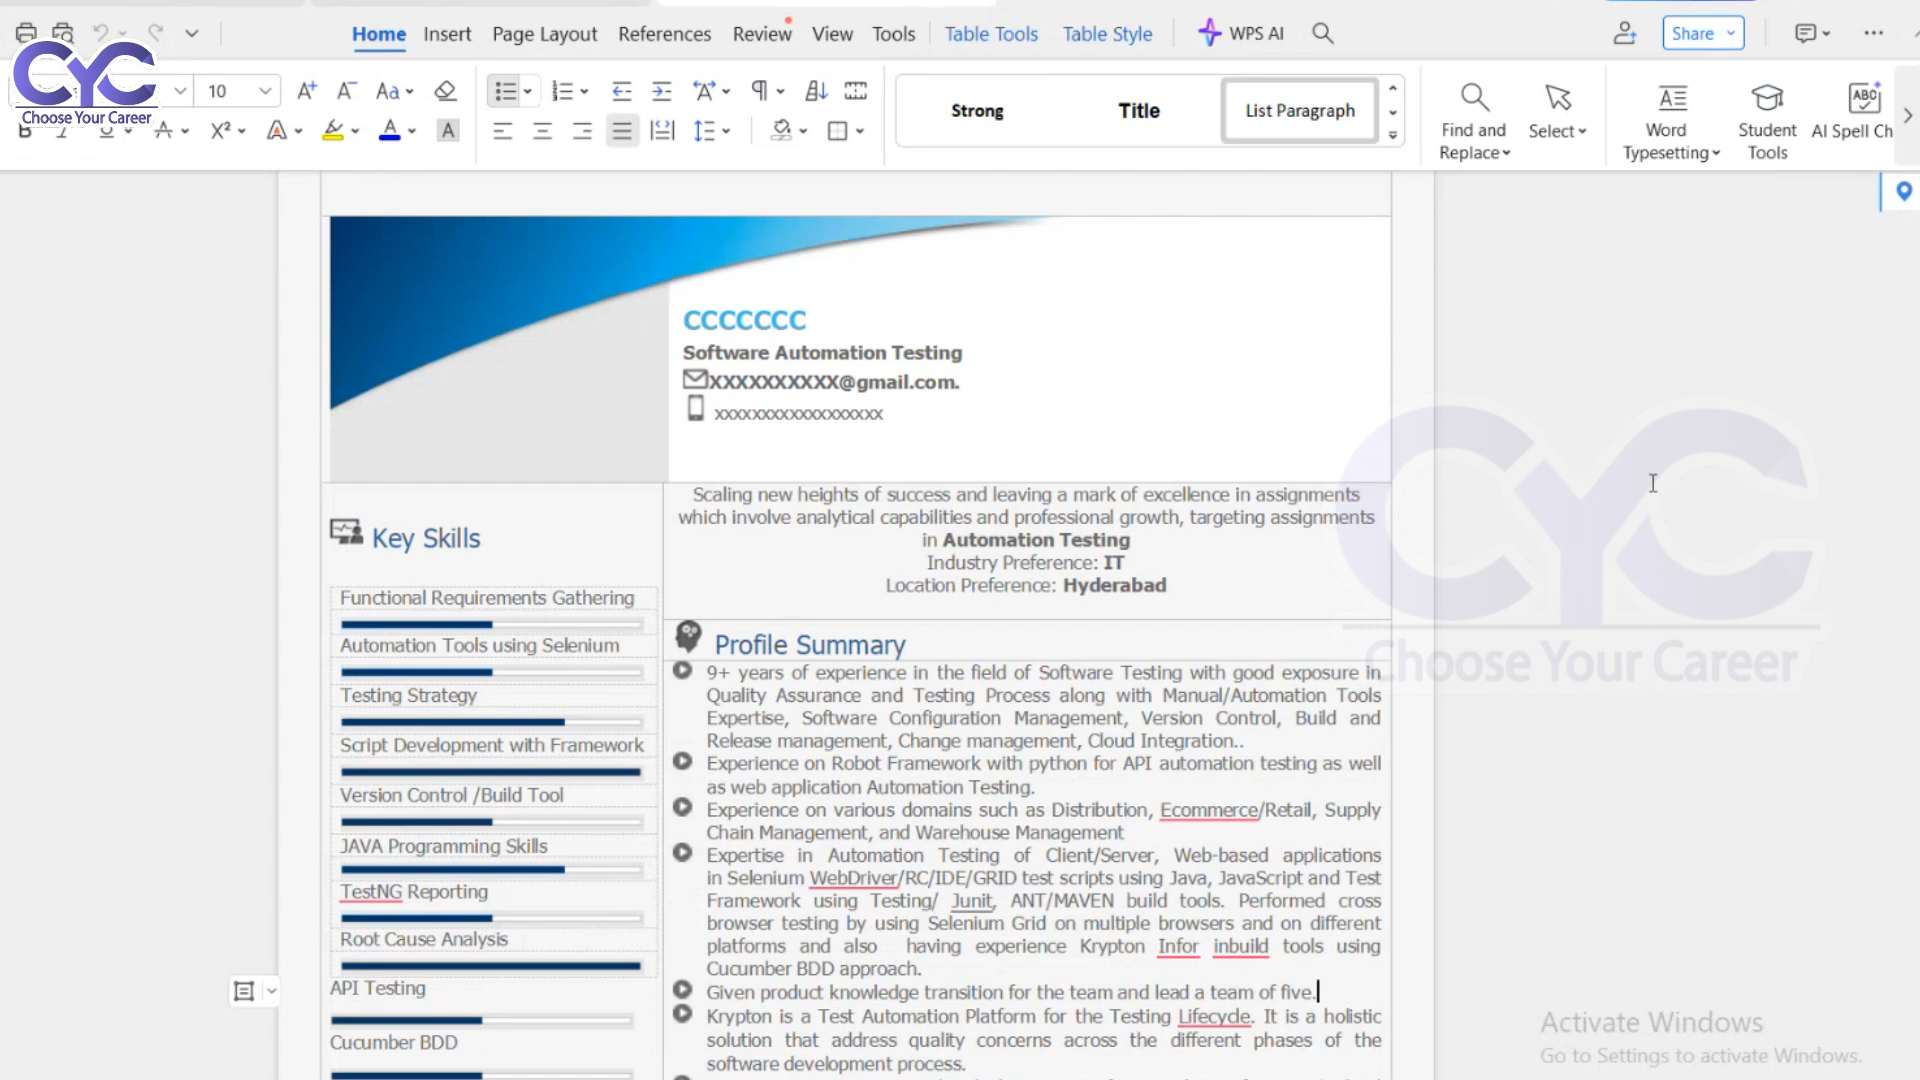 Home Insert Page Layout References Review View Tools Table Tools Table Style WPS AI Share
CYC
Choose Your Career
10
Aa
Strong Title List Paragraph
Find and Replace
Select
Word Typesetting
Student Tools
AI Spell Ch
CCCCCCC
Software Automation Testing
XXXXXXXXXX@gmail.com.
xxxxxxxxxxxxxxxxxx
Key Skills
Functional Requirements Gathering
Automation Tools using Selenium
Testing Strategy
Script Development with Framework
Version Control /Build Tool
JAVA Programming Skills
TestNG Reporting
Root Cause Analysis
API Testing
Cucumber BDD
Scaling new heights of success and leaving a mark of excellence in assignments
which involve analytical capabilities and professional growth, targeting assignments
in Automation Testing
Industry Preference: IT
Location Preference: Hyderabad
Profile Summary
9+ years of experience in the field of Software Testing with good exposure in
Quality Assurance and Testing Process along with Manual/Automation Tools
Expertise, Software Configuration Management, Version Control, Build and
Release management, Change management, Cloud Integration..
Experience on Robot Framework with python for API automation testing as well
as web application Automation Testing.
Experience on various domains such as Distribution, Ecommerce/Retail, Supply
Chain Management, and Warehouse Management
Expertise in Automation Testing of Client/Server, Web-based applications
in Selenium WebDriver/RC/IDE/GRID test scripts using Java, JavaScript and Test
Framework using Testing/ Junit, ANT/MAVEN build tools. Performed cross
browser testing by using Selenium Grid on multiple browsers and on different
platforms and also having experience Krypton Infor inbuild tools using
Cucumber BDD approach.
Given product knowledge transition for the team and lead a team of five.
Krypton is a Test Automation Platform for the Testing Lifecycle. It is a holistic
solution that address quality concerns across the different phases of the
software development process.
CYC
Choose Your Career
Activate Windows
Go to Settings to activate Windows.